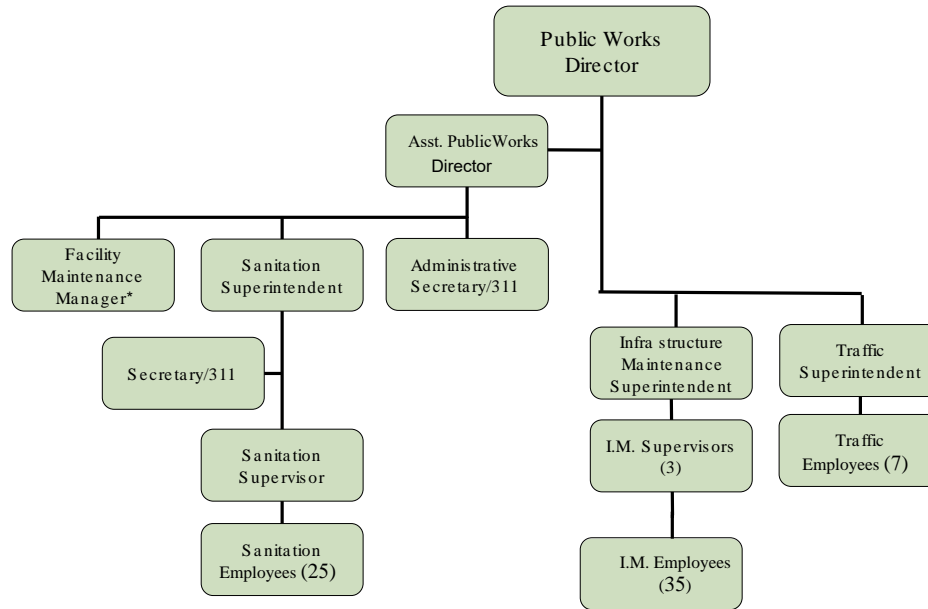 Public Works
Director
Asst. PublicWorks
Director
Facility
Maintenance
Manager*
Sanitation
Superintendent
Administrative
Secretary/311
Secretary/311
Sanitation
Supervisor
Sanitation
Employees (25)
Infra structure
Maintenance
Superintendent
I.M. Supervisors
(3)
I.M. Employees
(35)
Traffic
Superintendent
Traffic
Employees (7)